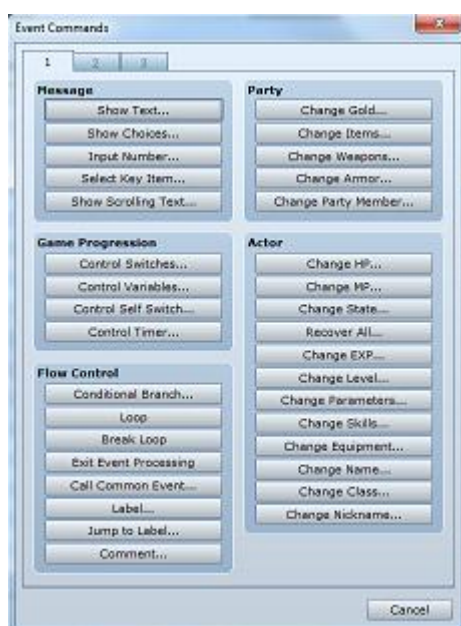 Event Commands
1
2
3
Message
Show Text...
Show Choices...
Input Number...
Select Key Item...
Show Scrolling Text...
Game Progression
Control Switches...
Control Variables...
Control Self Switch...
Control Timer...
Flow Control
Conditional Branch...
Loop
Break Loop
Exit Event Processing
Call Common Event...
Label...
Jump to Label...
Comment...
Party
Change Gold...
Change Items...
Change Weapons...
Change Armor...
Change Party Member...
Actor
Change HP...
Change MP...
Change State...
Recover All...
Change EXP...
Change Level...
Change Parameters...
Change Skills...
Change Equipment...
Change Name...
Change Class...
Change Nickname...
Cancel